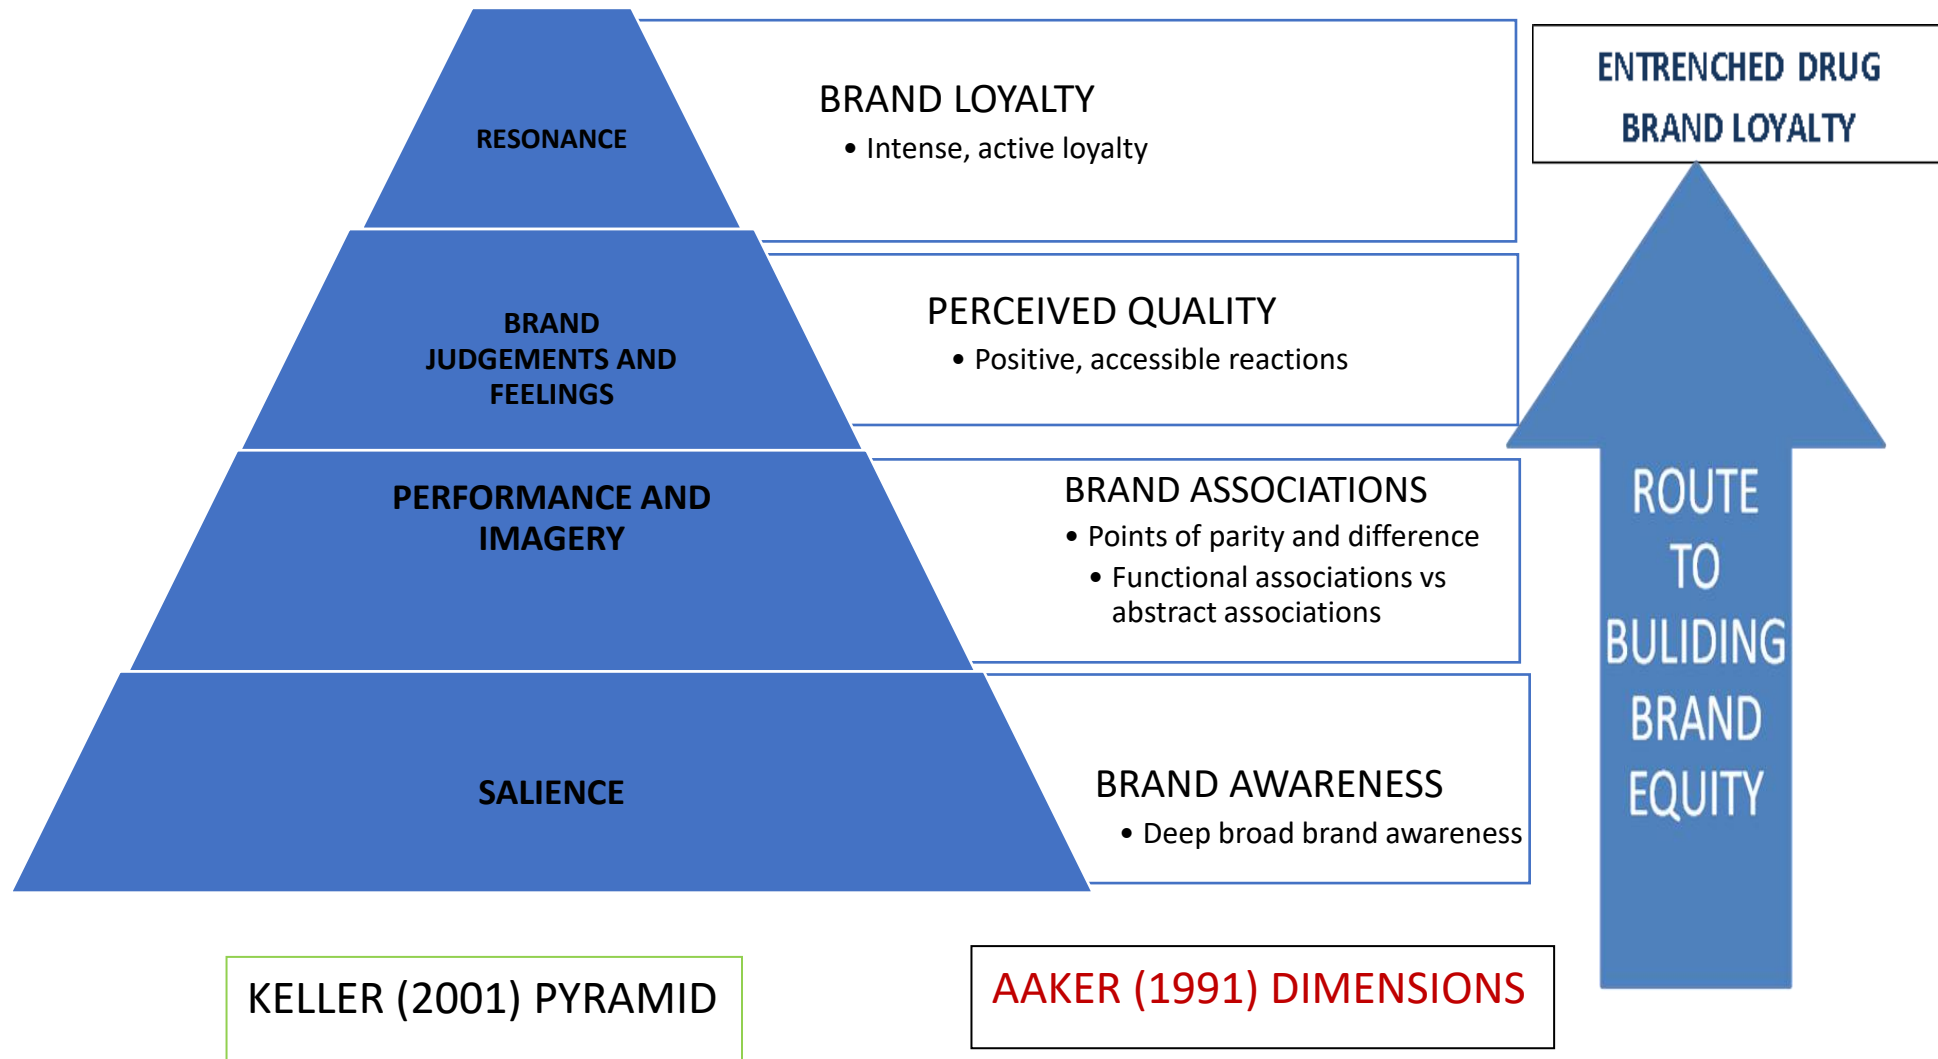 RESONANCE
BRAND LOYALTY
• Intense, active loyalty
BRAND
JUDGEMENTS AND
FEELINGS
PERCEIVED QUALITY
• Positive, accessible reactions
PERFORMANCE AND
IMAGERY
BRAND ASSOCIATIONS
• Points of parity and difference
• Functional associations vs
abstract associations
SALIENCE
BRAND AWARENESS
• Deep broad brand awareness
KELLER (2001) PYRAMID
AAKER (1991) DIMENSIONS
ENTRENCHED DRUG
BRAND LOYALTY
ROUTE
TO
BULIDING
BRAND
EQUITY